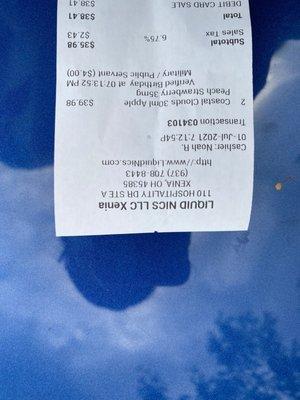 LIQUID NICS LLC Xenia
110 HOSPITALITY DR STE A
XENIA, OH 45385
(937) 708-8443
http://www.LiquidNics.com
Cashier: Noah R.
01-Jul-2021 7:12:54P
Transaction 034103
2 Coastal Clouds 30ml Apple $39.98
Peach Strawberry 35mg
Verified Birthday at 07:13:52 PM
Military / Public Servant ($4.00)
Subtotal $35.98
Sales Tax 6.75% $2.43
Total $38.41
DEBIT CARD SALE $38.41